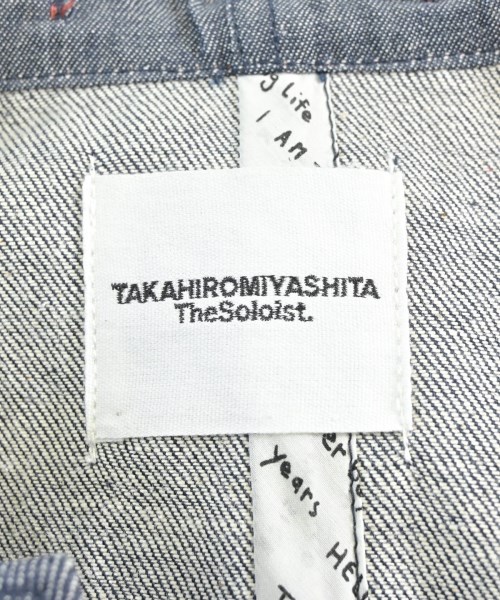 g life
I AM
TAKAHIROMIYASHITA
TheSoloist.
years